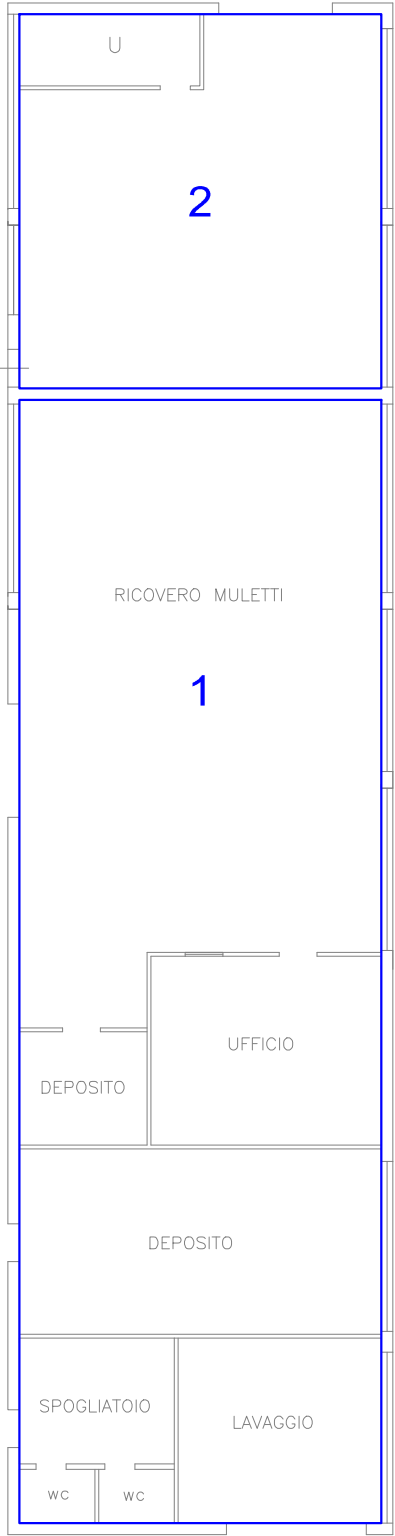 U
2
RICOVERO MULETTI
1
UFFICIO
DEPOSITO
DEPOSITO
SPOGLIATOIO
LAVAGGIO
WC
WC